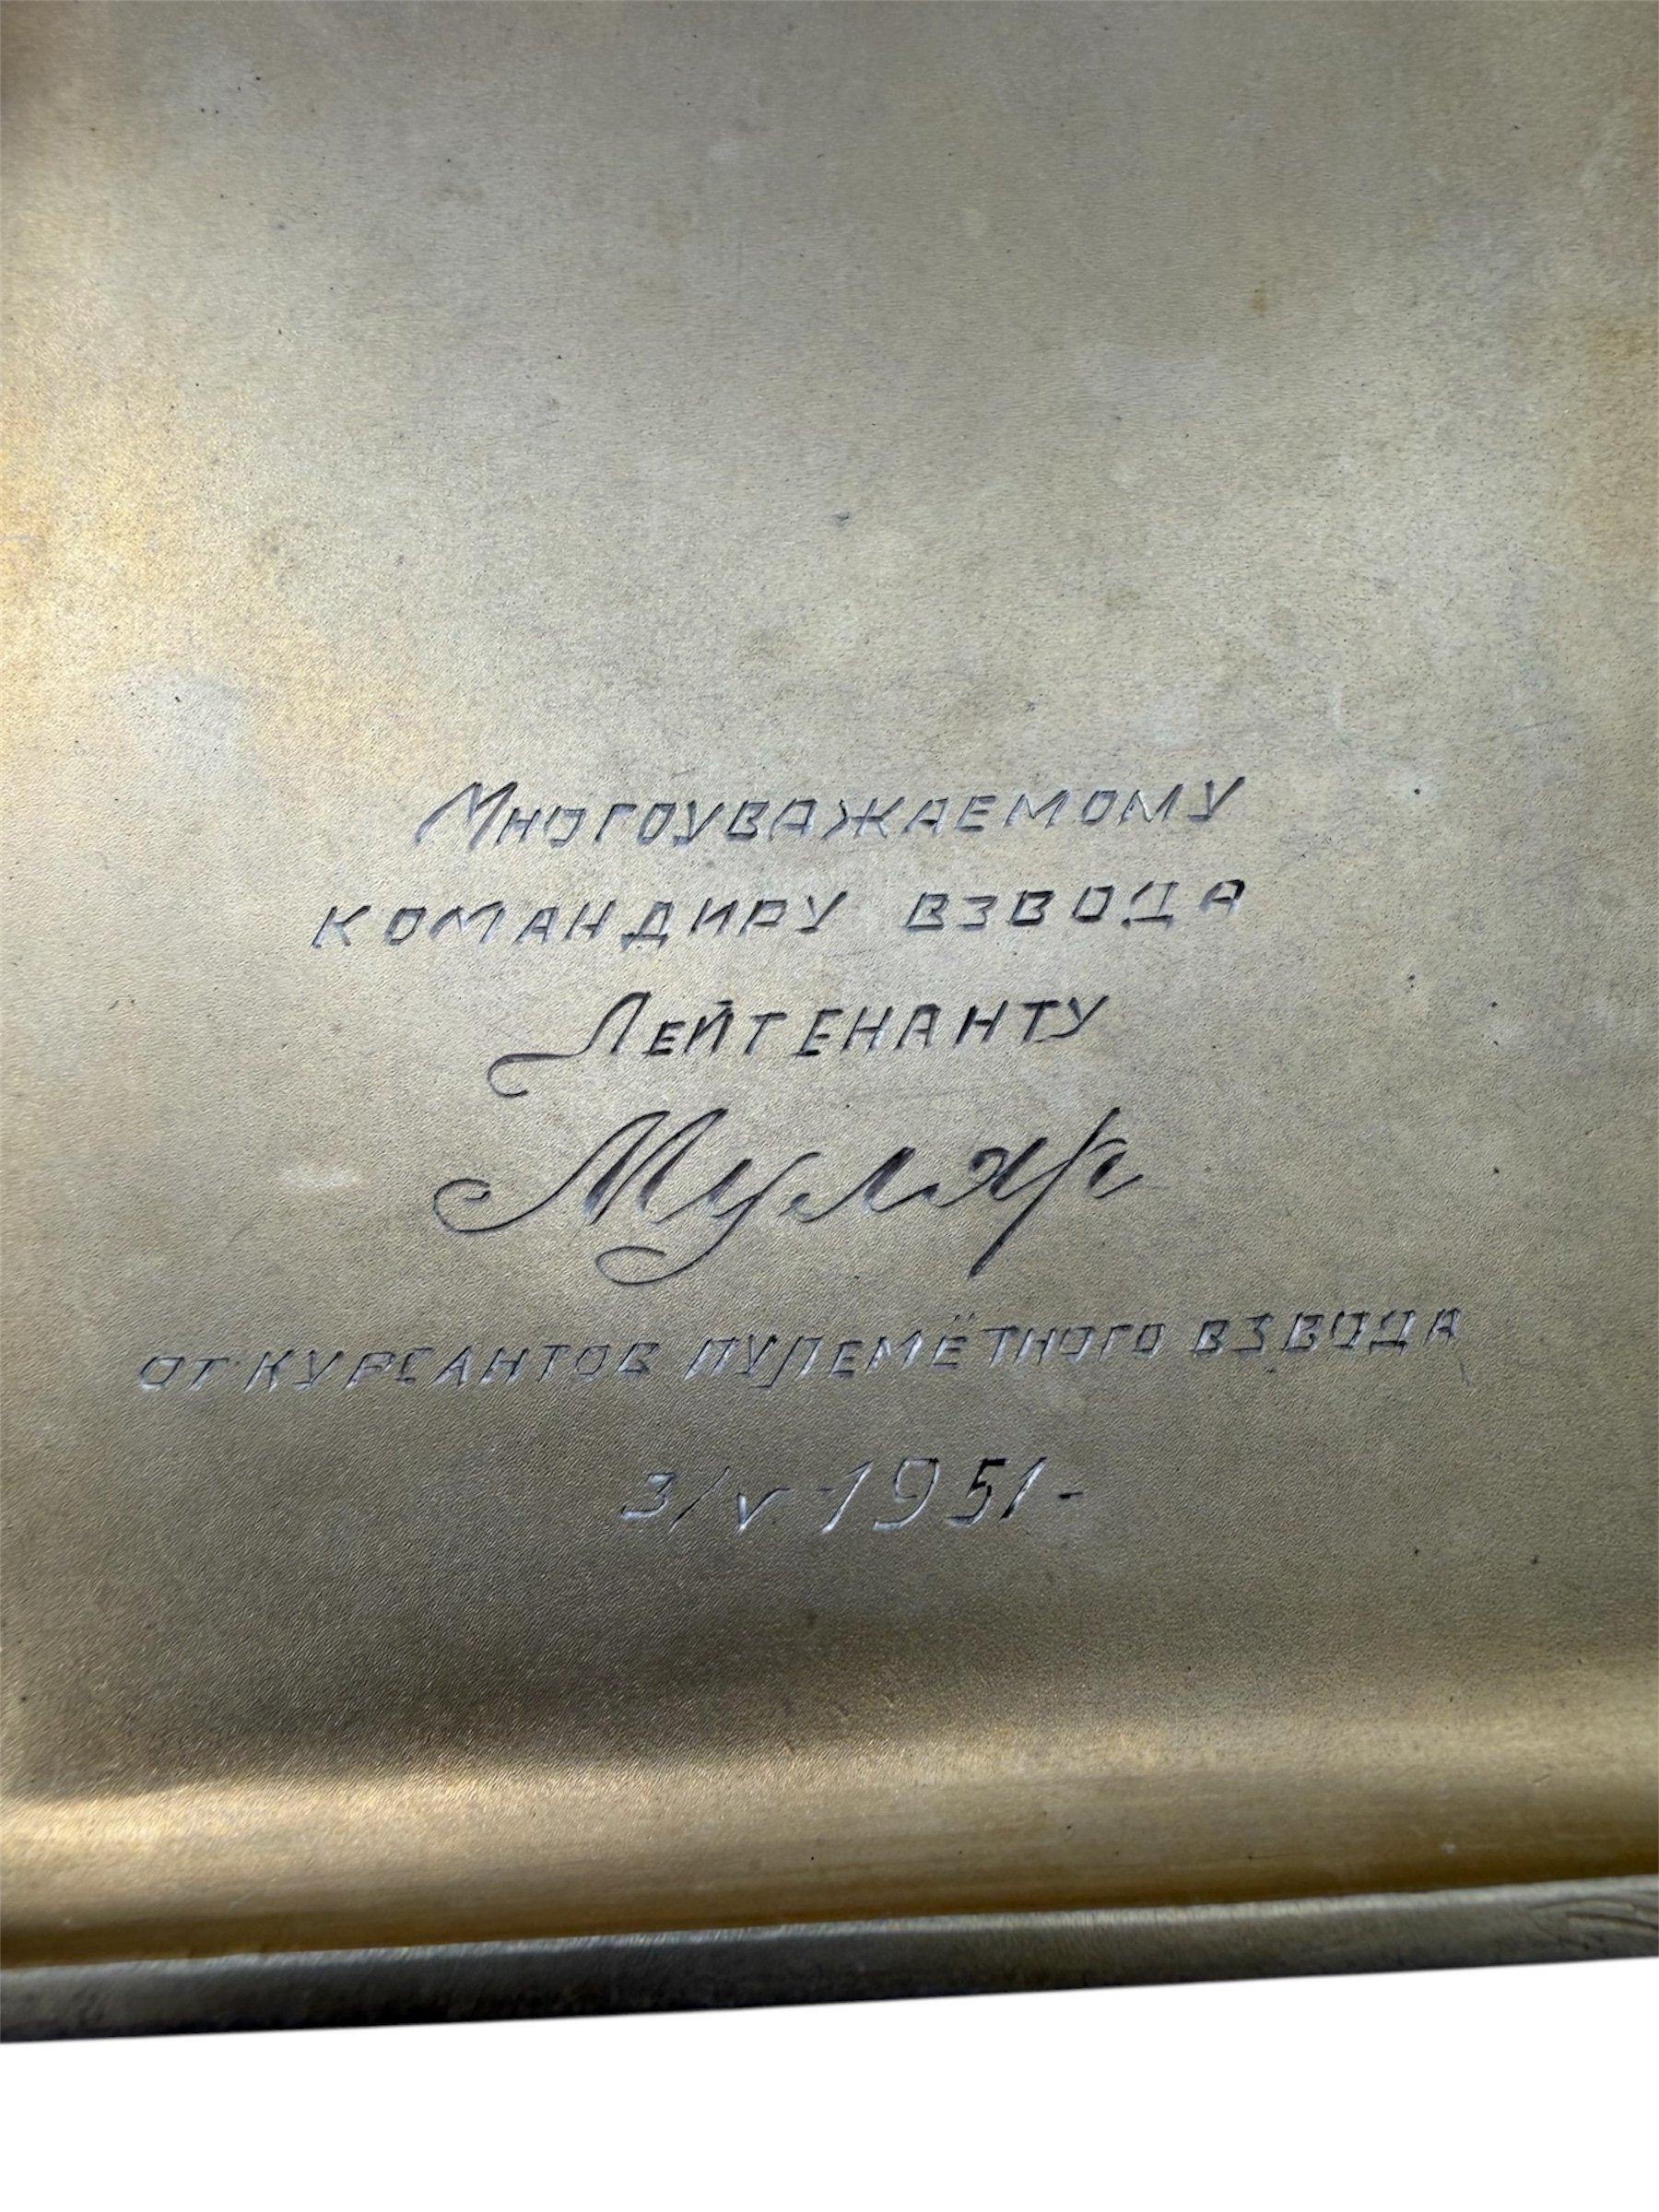 Многоуважаемому
командиру взвода
Лейтенанту
Муляр
от курсантов пулемётного взвода
3/V-1951-